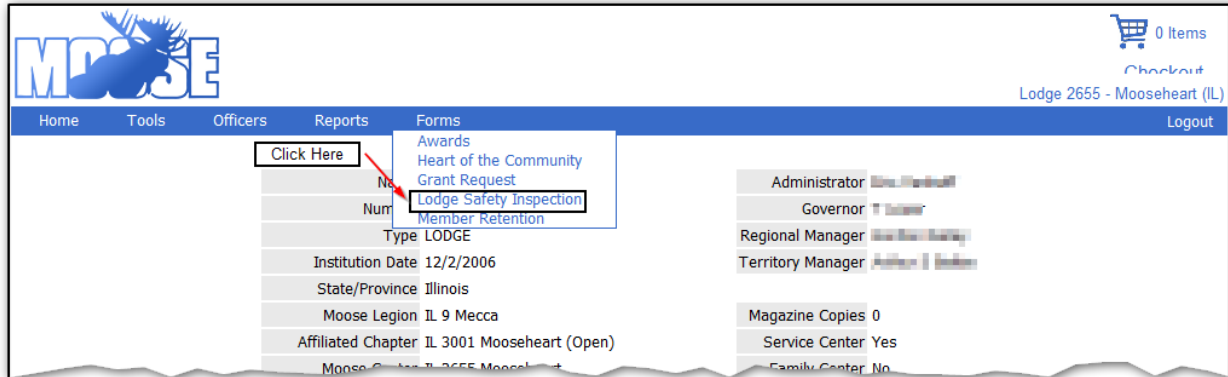 MOOSE
0 Items
Checkout
Lodge 2655 - Mooseheart (IL)
Home Tools Officers Reports Forms Logout
Awards
Click Here
Heart of the Community
Grant Request
Administrator
Lodge Safety Inspection
Governor
Member Retention
Type LODGE
Regional Manager
Institution Date 12/2/2006
Territory Manager
State/Province Illinois
Moose Legion IL 9 Mecca
Magazine Copies 0
Affiliated Chapter IL 3001 Mooseheart (Open)
Service Center Yes
Family Center No